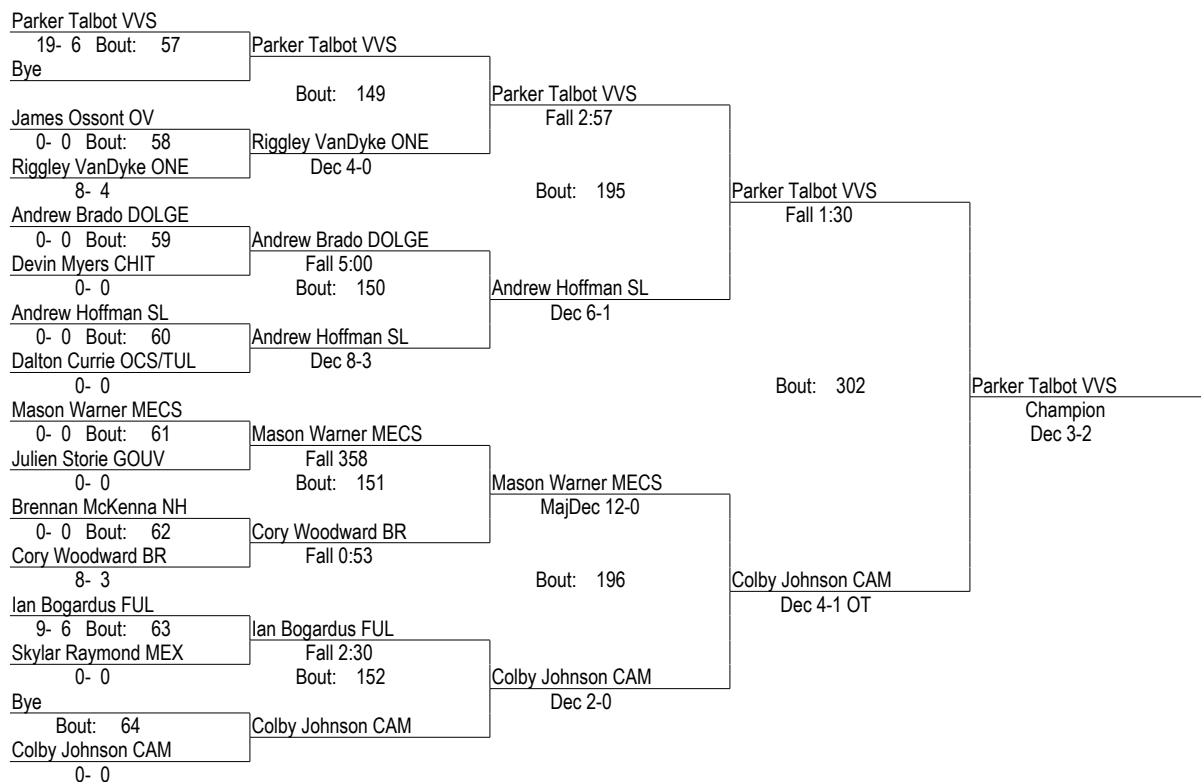 Parker Talbot VVS
19- 6 Bout: 57
Bye
James Ossont OV
0- 0 Bout: 58
Riggley VanDyke ONE
8- 4
Andrew Brado DOLGE
0- 0 Bout: 59
Devin Myers CHIT
0- 0
Andrew Hoffman SL
0- 0 Bout: 60
Dalton Currie OCS/TUL
0- 0
Mason Warner MECS
0- 0 Bout: 61
Julien Storie GOUV
0- 0
Brennan McKenna NH
0- 0 Bout: 62
Cory Woodward BR
8- 3
Ian Bogardus FUL
9- 6 Bout: 63
Skylar Raymond MEX
0- 0
Bye
Bout: 64
Colby Johnson CAM
0- 0
Parker Talbot VVS
Bout: 149
Riggley VanDyke ONE
Dec 4-0
Andrew Brado DOLGE
Fall 5:00
Bout: 150
Andrew Hoffman SL
Dec 8-3
Mason Warner MECS
Fall 358
Bout: 151
Cory Woodward BR
Fall 0:53
Ian Bogardus FUL
Fall 2:30
Bout: 152
Colby Johnson CAM
Parker Talbot VVS
Fall 2:57
Bout: 195
Andrew Hoffman SL
Dec 6-1
Mason Warner MECS
MajDec 12-0
Bout: 196
Colby Johnson CAM
Dec 2-0
Parker Talbot VVS
Fall 1:30
Bout: 302
Colby Johnson CAM
Dec 4-1 OT
Parker Talbot VVS
Champion
Dec 3-2